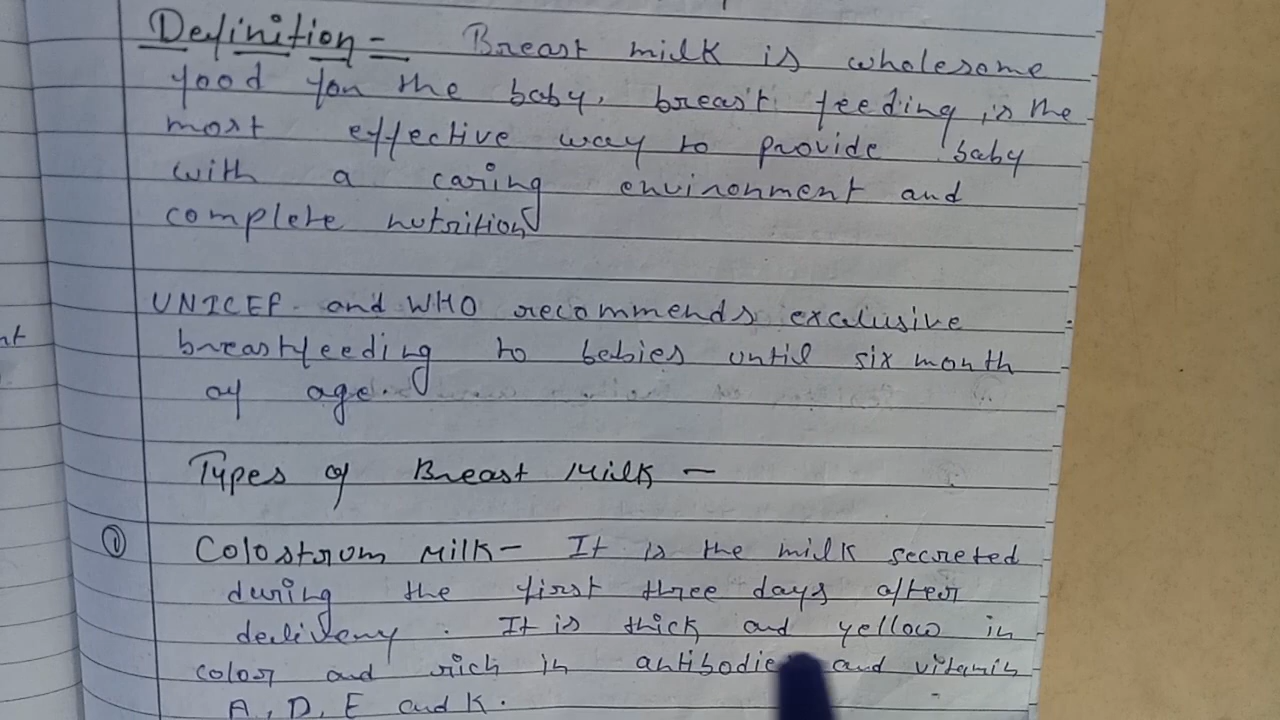 Definition - Breast milk is wholesome
food for the baby. breast feeding is the
most effective way to provide baby
with a caring environment and
complete nutrition
UNICEF and WHO recommends exclusive
breastfeeding to babies until six month
of age.
Types of Breast Milk -
① Colostrum Milk - It is the milk secreted
during the first three days after
delivery. It is thick and yellow in
color and rich in antibodies and vitamin
A, D, E and K.